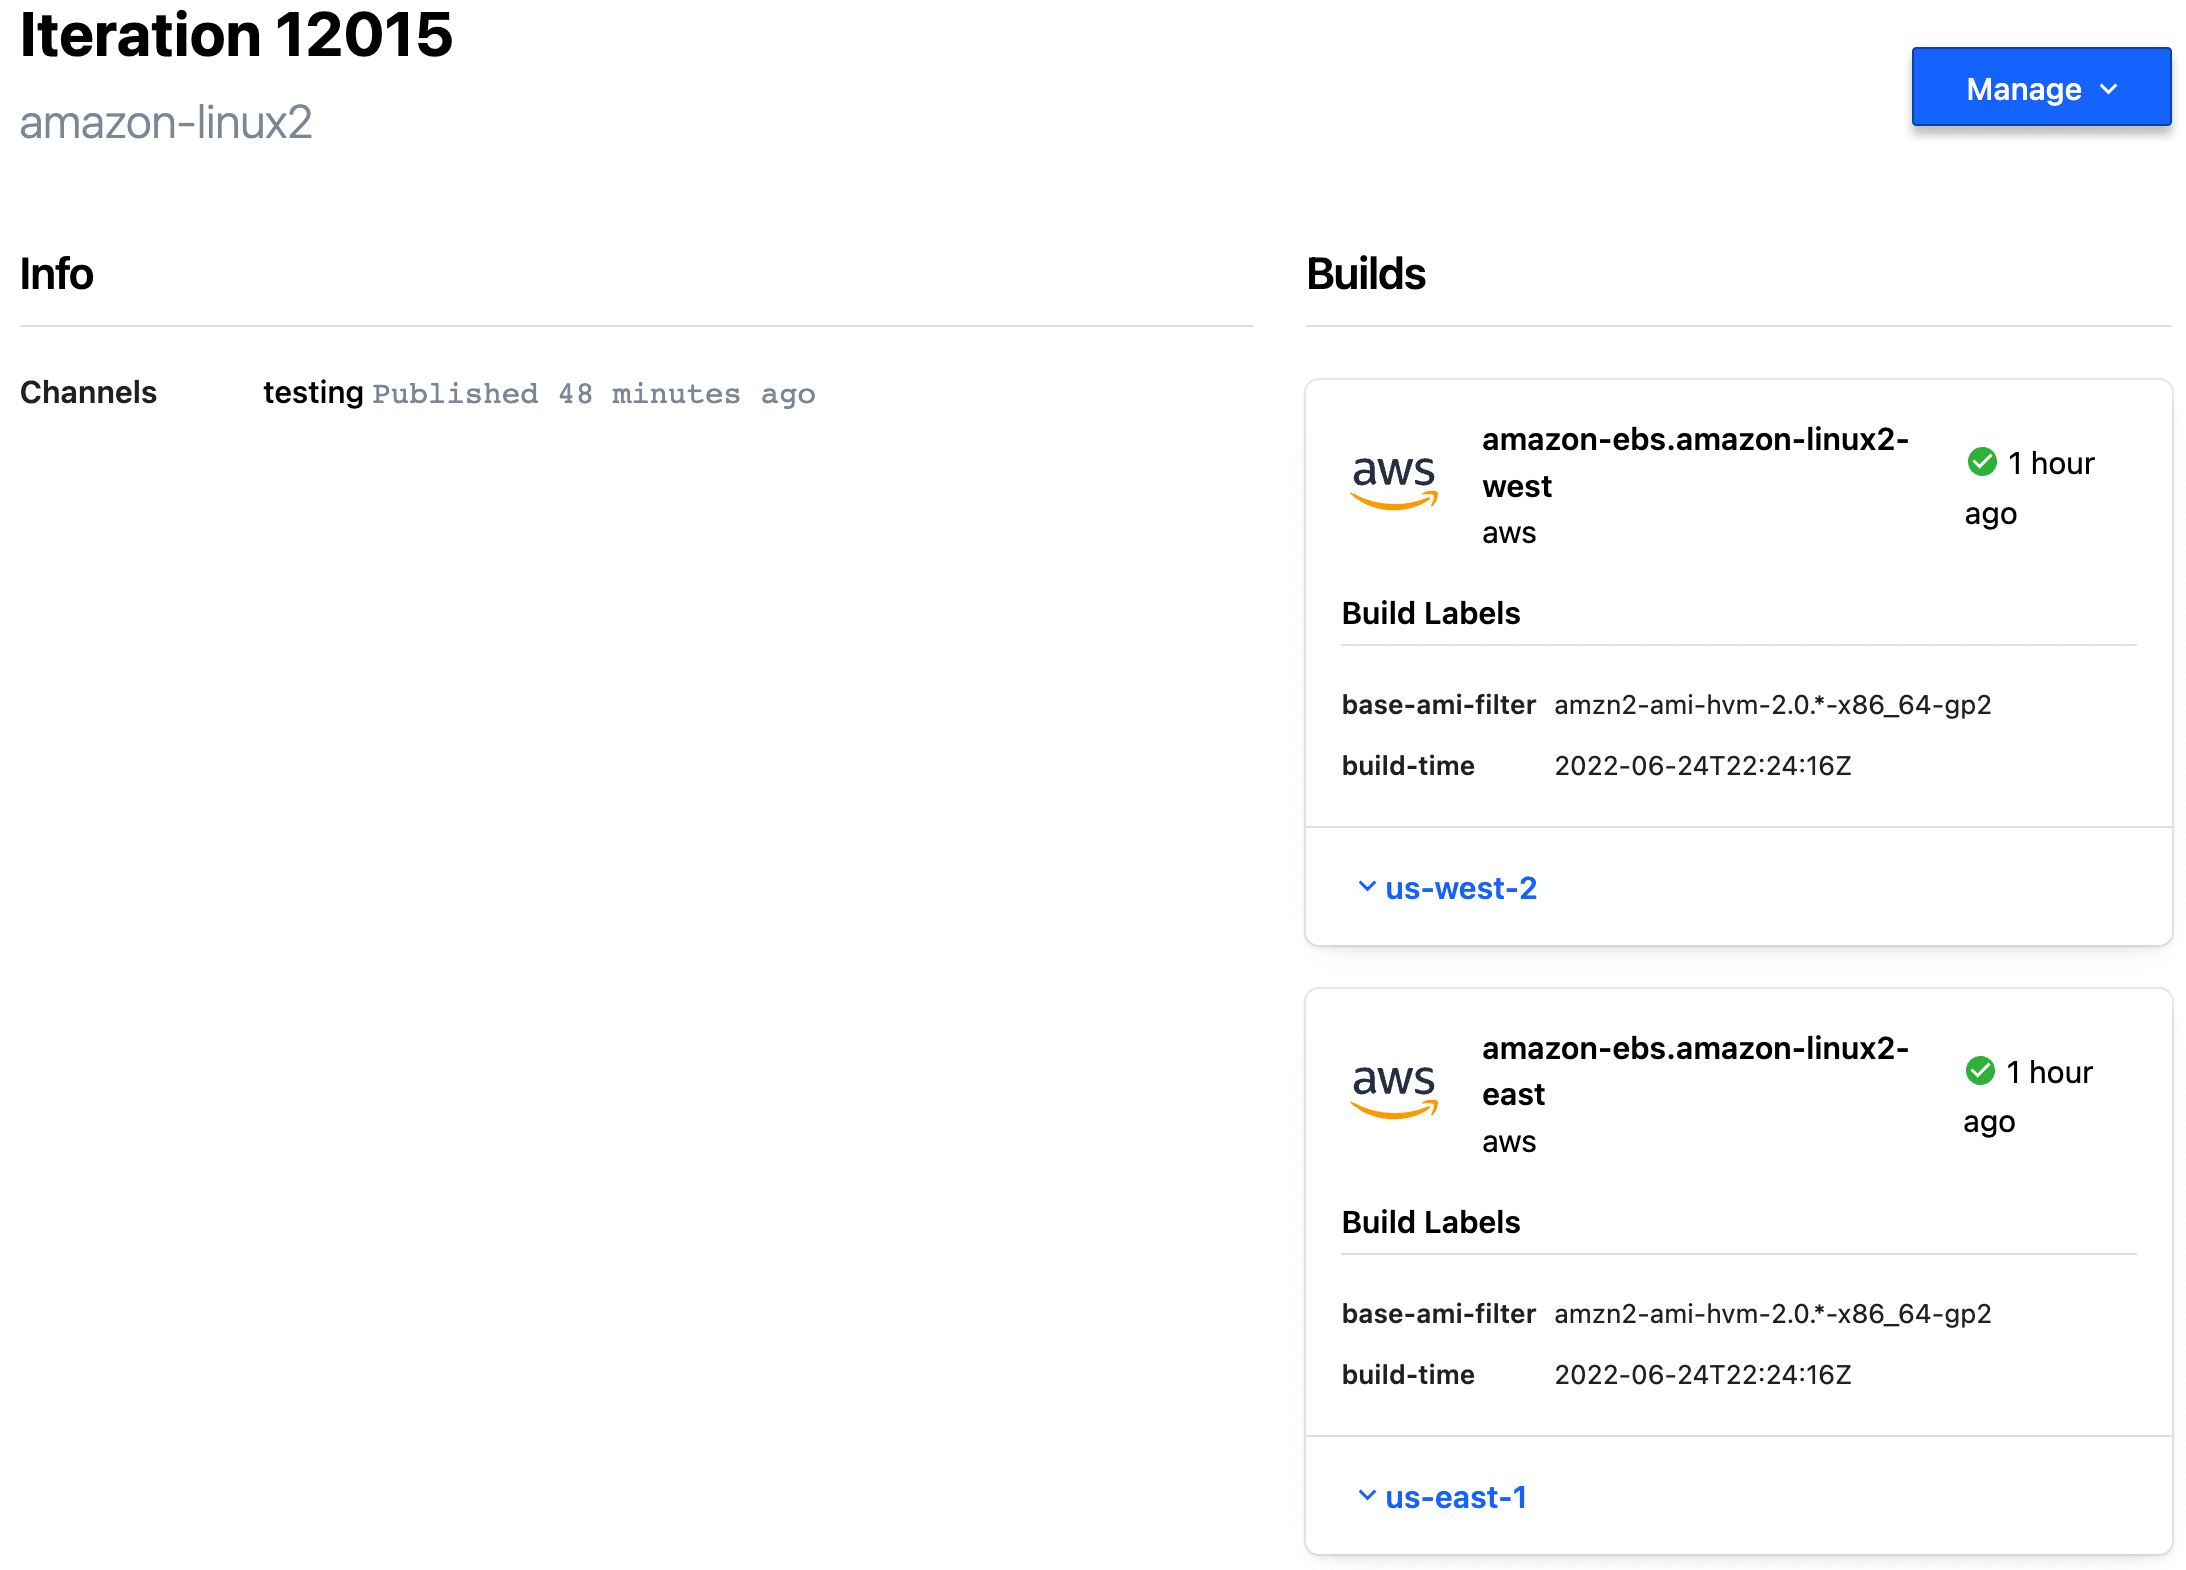 Iteration 12015
amazon-linux2
Manage
Info
Channels testing Published 48 minutes ago
Builds
aws
amazon-ebs.amazon-linux2-
west
aws
1 hour
ago
Build Labels
base-ami-filter amzn2-ami-hvm-2.0.*-x86_64-gp2
build-time 2022-06-24T22:24:16Z
us-west-2
aws
amazon-ebs.amazon-linux2-
east
aws
1 hour
ago
Build Labels
base-ami-filter amzn2-ami-hvm-2.0.*-x86_64-gp2
build-time 2022-06-24T22:24:16Z
us-east-1